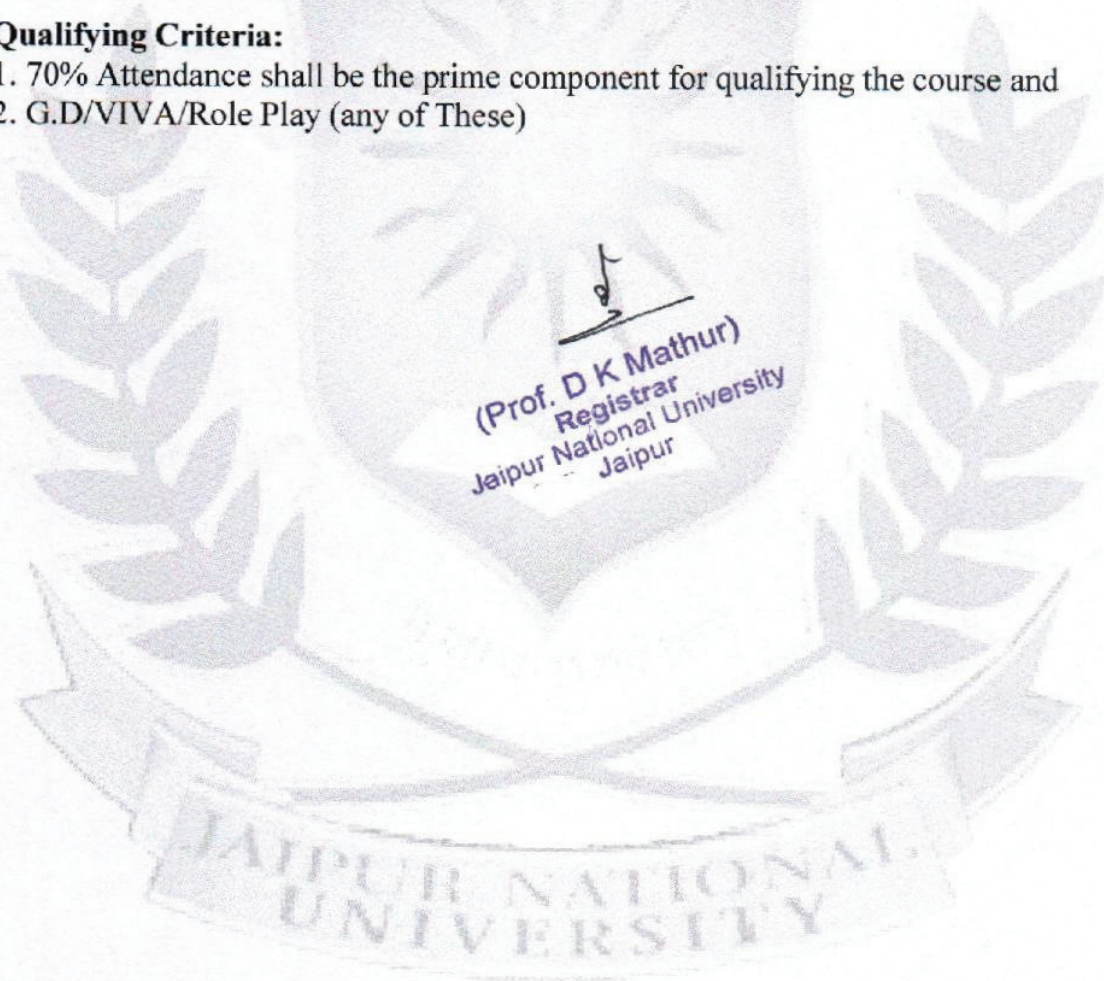 Qualifying Criteria:
1. 70% Attendance shall be the prime component for qualifying the course and
2. G.D/VIVA/Role Play (any of These)
(Prof. D K Mathur)
Registrar
Jaipur National University
Jaipur
JAIPUR NATIONAL
UNIVERSITY